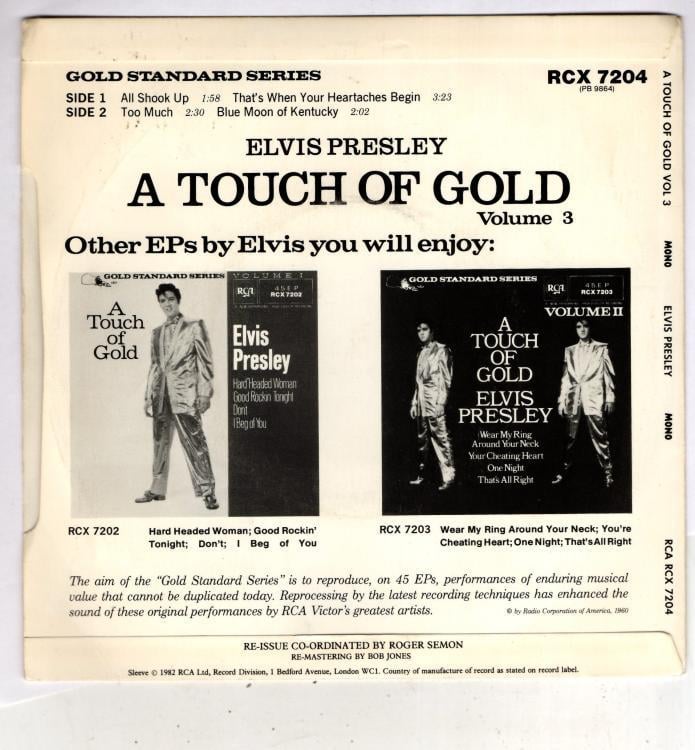 GOLD STANDARD SERIES
RCX 7204
(PB 9864)
SIDE 1 All Shook Up 1:58 That's When Your Heartaches Begin 3:23
SIDE 2 Too Much 2:30 Blue Moon of Kentucky 2:02
ELVIS PRESLEY
A TOUCH OF GOLD
Volume 3
Other EPs by Elvis you will enjoy:
GOLD STANDARD SERIES
VOLUME I
RCA
45 EP
RCX 7202
A
Touch
of
Gold
Elvis
Presley
Hard Headed Woman
Good Rockin Tonight
Dont
I Beg of You
GOLD STANDARD SERIES
RCA
45 EP
RCX 7203
VOLUME II
A
TOUCH
OF
GOLD
ELVIS
PRESLEY
Wear My Ring
Around Your Neck
Your Cheating Heart
One Night
That's All Right
RCX 7202 Hard Headed Woman; Good Rockin'
Tonight; Don't; I Beg of You
RCX 7203 Wear My Ring Around Your Neck; You're
Cheating Heart; One Night; That's All Right
The aim of the "Gold Standard Series" is to reproduce, on 45 EPs, performances of enduring musical
value that cannot be duplicated today. Reprocessing by the latest recording techniques has enhanced the
sound of these original performances by RCA Victor's greatest artists.
© by Radio Corporation of America, 1960
RE-ISSUE CO-ORDINATED BY ROGER SEMON
RE-MASTERING BY BOB JONES
Sleeve © 1982 RCA Ltd, Record Division, 1 Bedford Avenue, London WC1. Country of manufacture of record as stated on record label.
A TOUCH OF GOLD VOL 3 MONO ELVIS PRESLEY MONO RCA RCX 7204